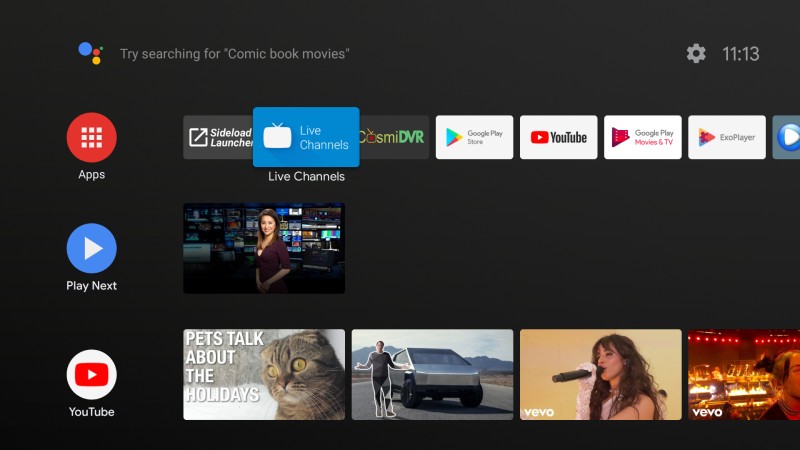 Try searching for "Comic book movies"
11:13
Apps
Sideload
Launcher
Live
Channels
CosmiDVR
Google Play
Store
YouTube
Google Play
Movies & TV
ExoPlayer
Live Channels
Play Next
YouTube
PETS TALK
ABOUT
THE
HOLIDAYS
vevo
vevo